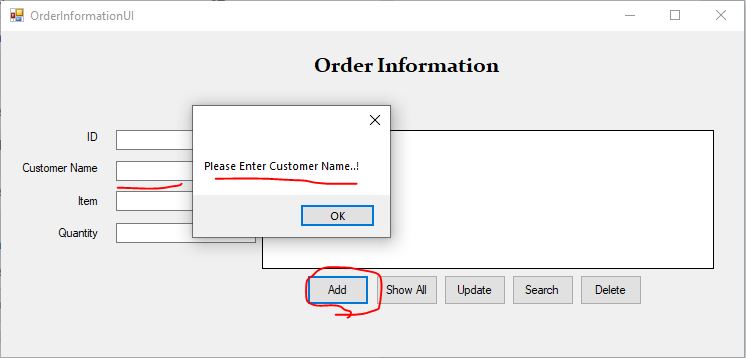 OrderInformationUI
Order Information
ID
Customer Name
Item
Quantity
Please Enter Customer Name..!
OK
Add
Show All
Update
Search
Delete